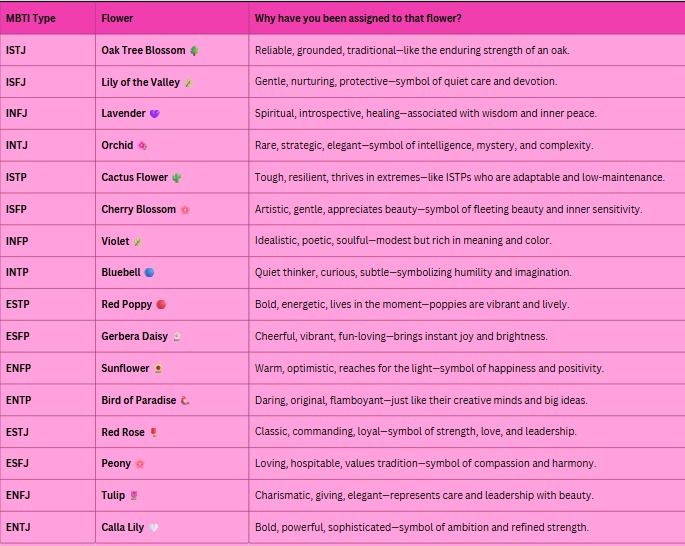 MBTI Type Flower Why have you been assigned to that flower?
ISTJ Oak Tree Blossom 🌳 Reliable, grounded, traditional—like the enduring strength of an oak.
ISFJ Lily of the Valley 🌿 Gentle, nurturing, protective—symbol of quiet care and devotion.
INFJ Lavender 💜 Spiritual, introspective, healing—associated with wisdom and inner peace.
INTJ Orchid 🌺 Rare, strategic, elegant—symbol of intelligence, mystery, and complexity.
ISTP Cactus Flower 🌵 Tough, resilient, thrives in extremes—like ISTPs who are adaptable and low-maintenance.
ISFP Cherry Blossom 🌸 Artistic, gentle, appreciates beauty—symbol of fleeting beauty and inner sensitivity.
INFP Violet 🌿 Idealistic, poetic, soulful—modest but rich in meaning and color.
INTP Bluebell 🔵 Quiet thinker, curious, subtle—symbolizing humility and imagination.
ESTP Red Poppy 🔴 Bold, energetic, lives in the moment—poppies are vibrant and lively.
ESFP Gerbera Daisy 🌼 Cheerful, vibrant, fun-loving—brings instant joy and brightness.
ENFP Sunflower 🌻 Warm, optimistic, reaches for the light—symbol of happiness and positivity.
ENTP Bird of Paradise 🦜 Daring, original, flamboyant—just like their creative minds and big ideas.
ESTJ Red Rose 🌹 Classic, commanding, loyal—symbol of strength, love, and leadership.
ESFJ Peony 🌸 Loving, hospitable, values tradition—symbol of compassion and harmony.
ENFJ Tulip 🌷 Charismatic, giving, elegant—represents care and leadership with beauty.
ENTJ Calla Lily 🤍 Bold, powerful, sophisticated—symbol of ambition and refined strength.